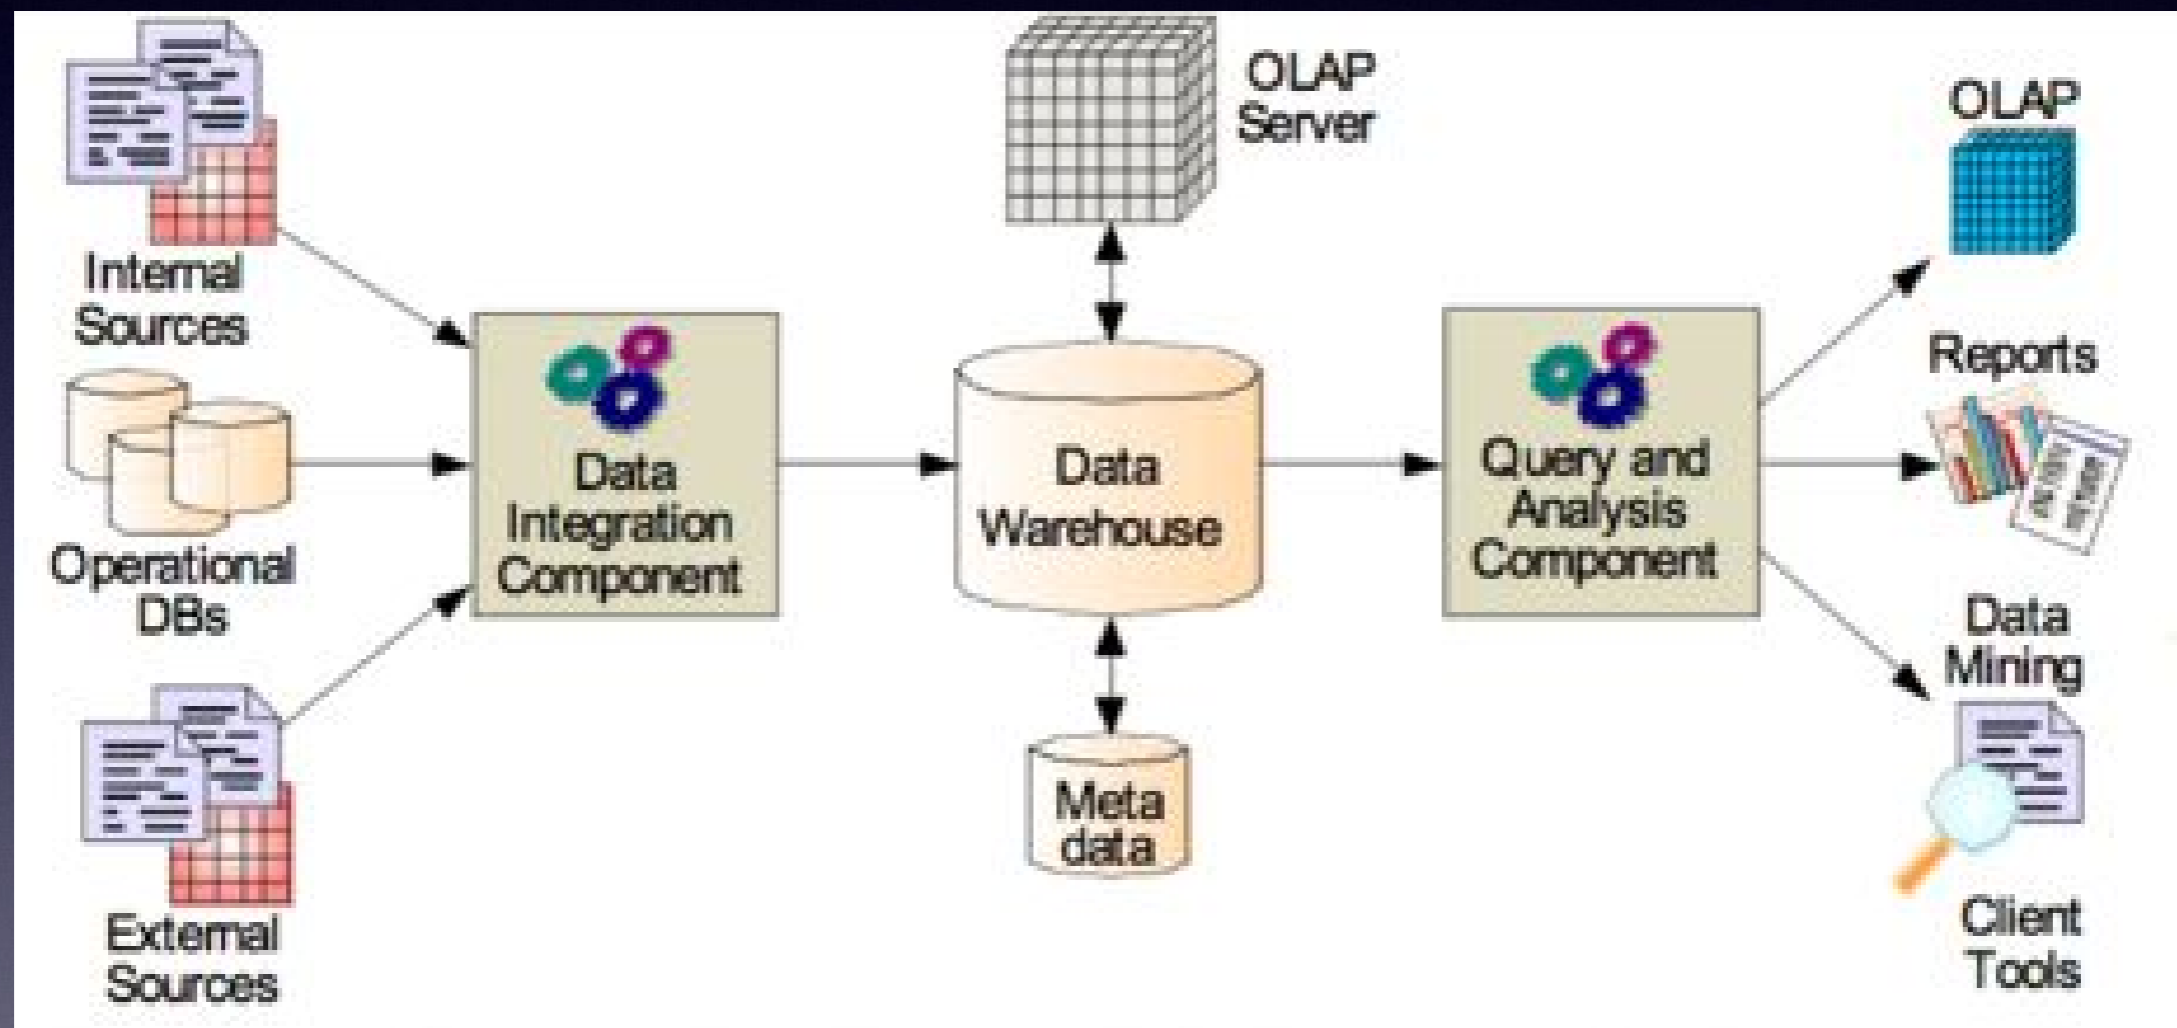 Internal
Sources
Operational
DBs
External
Sources
Data
Integration
Component
OLAP
Server
Data
Warehouse
Meta
data
Query and
Analysis
Component
OLAP
Reports
Data
Mining
Client
Tools